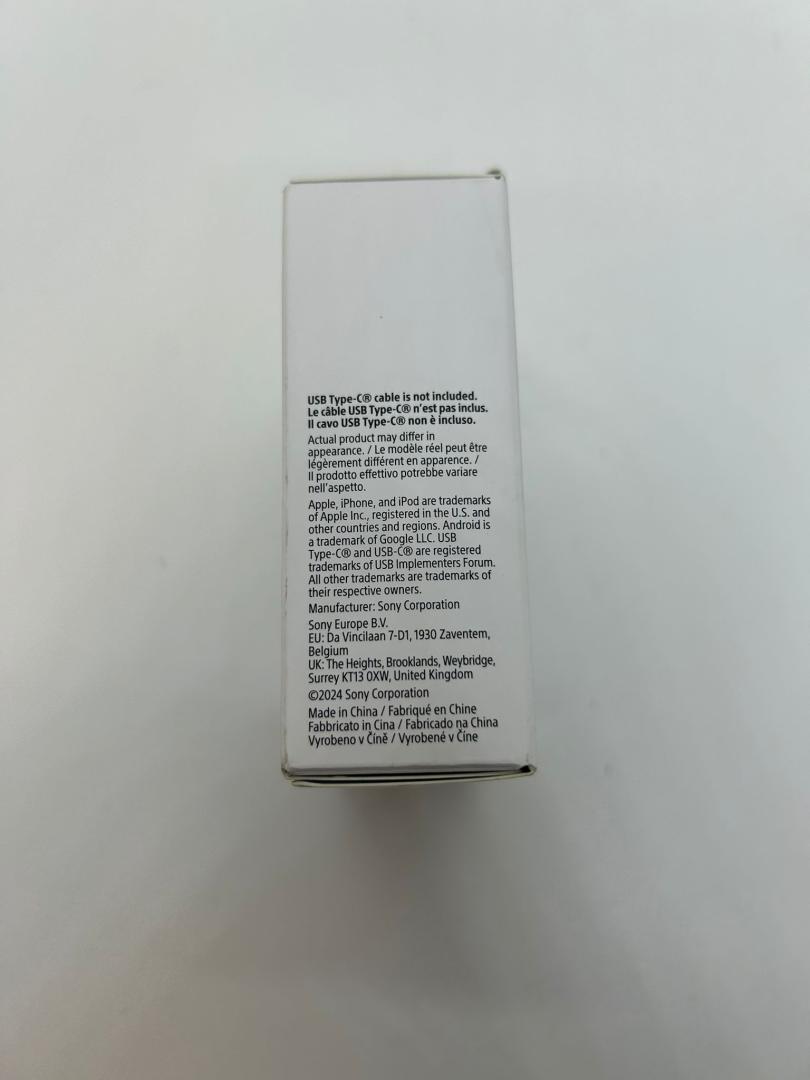 USB Type-C® cable is not included.
Le câble USB Type-C® n'est pas inclus.
Il cavo USB Type-C® non è incluso.
Actual product may differ in
appearance. / Le modèle réel peut être
légèrement différent en apparence. /
Il prodotto effettivo potrebbe variare
nell'aspetto.
Apple, iPhone, and iPod are trademarks
of Apple Inc., registered in the U.S. and
other countries and regions. Android is
a trademark of Google LLC. USB
Type-C® and USB-C® are registered
trademarks of USB Implementers Forum.
All other trademarks are trademarks of
their respective owners.
Manufacturer: Sony Corporation
Sony Europe B.V.
EU: Da Vincilaan 7-D1, 1930 Zaventem,
Belgium
UK: The Heights, Brooklands, Weybridge,
Surrey KT13 0XW, United Kingdom
©2024 Sony Corporation
Made in China / Fabriqué en Chine
Fabbricato in Cina / Fabricado na China
Vyrobeno v Číně / Vyrobené v Číne